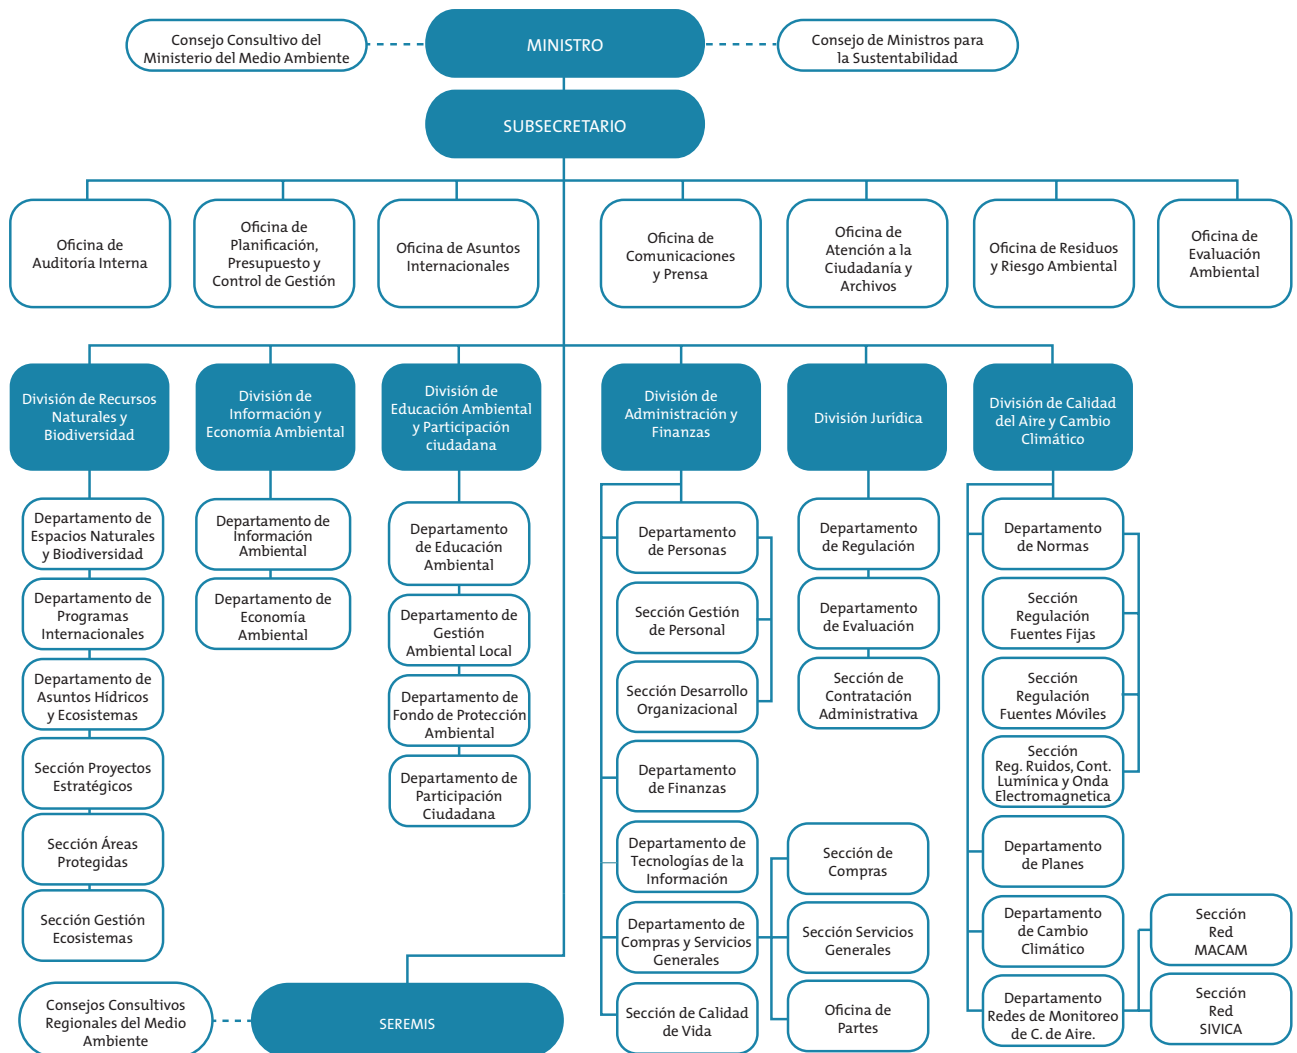 Consejo Consultivo del
Ministerio del Medio Ambiente
MINISTRO
Consejo de Ministros para
la Sustentabilidad
SUBSECRETARIO
Oficina de
Auditoría Interna
Oficina de
Planificación,
Presupuesto y
Control de Gestión
Oficina de Asuntos
Internacionales
Oficina de
Comunicaciones
y Prensa
Oficina de
Atención a la
Ciudadanía y
Archivos
Oficina de Residuos
y Riesgo Ambiental
Oficina de
Evaluación
Ambiental
División de Recursos
Naturales y
Biodiversidad
División de
Información y
Economía Ambiental
División de
Educación Ambiental
y Participación
ciudadana
División de
Administración y
Finanzas
División Jurídica
División de Calidad
del Aire y Cambio
Climático
Departamento de
Espacios Naturales
y Biodiversidad
Departamento de
Programas
Internacionales
Departamento de
Asuntos Hídricos
y Ecosistemas
Sección Proyectos
Estratégicos
Sección Áreas
Protegidas
Sección Gestión
Ecosistemas
Departamento de
Información
Ambiental
Departamento de
Economía
Ambiental
Departamento
de Educación
Ambiental
Departamento de
Gestión
Ambiental Local
Departamento de
Fondo de Protección
Ambiental
Departamento de
Participación
Ciudadana
Departamento
de Personas
Sección Gestión
de Personal
Sección Desarrollo
Organizacional
Departamento
de Finanzas
Departamento de
Tecnologías de la
Información
Departamento de
Compras y Servicios
Generales
Sección de Calidad
de Vida
Sección de
Compras
Sección Servicios
Generales
Oficina de
Partes
Departamento
de Regulación
Departamento
de Evaluación
Sección de
Contratación
Administrativa
Departamento
de Normas
Sección
Regulación
Fuentes Fijas
Sección
Regulación
Fuentes Móviles
Sección
Reg. Ruidos, Cont.
Lumínica y Onda
Electromagnetica
Departamento
de Planes
Departamento
de Cambio
Climático
Departamento
Redes de Monitoreo
de C. de Aire.
Sección
Red
MACAM
Sección
Red
SIVICA
Consejos Consultivos
Regionales del Medio
Ambiente
SEREMIS